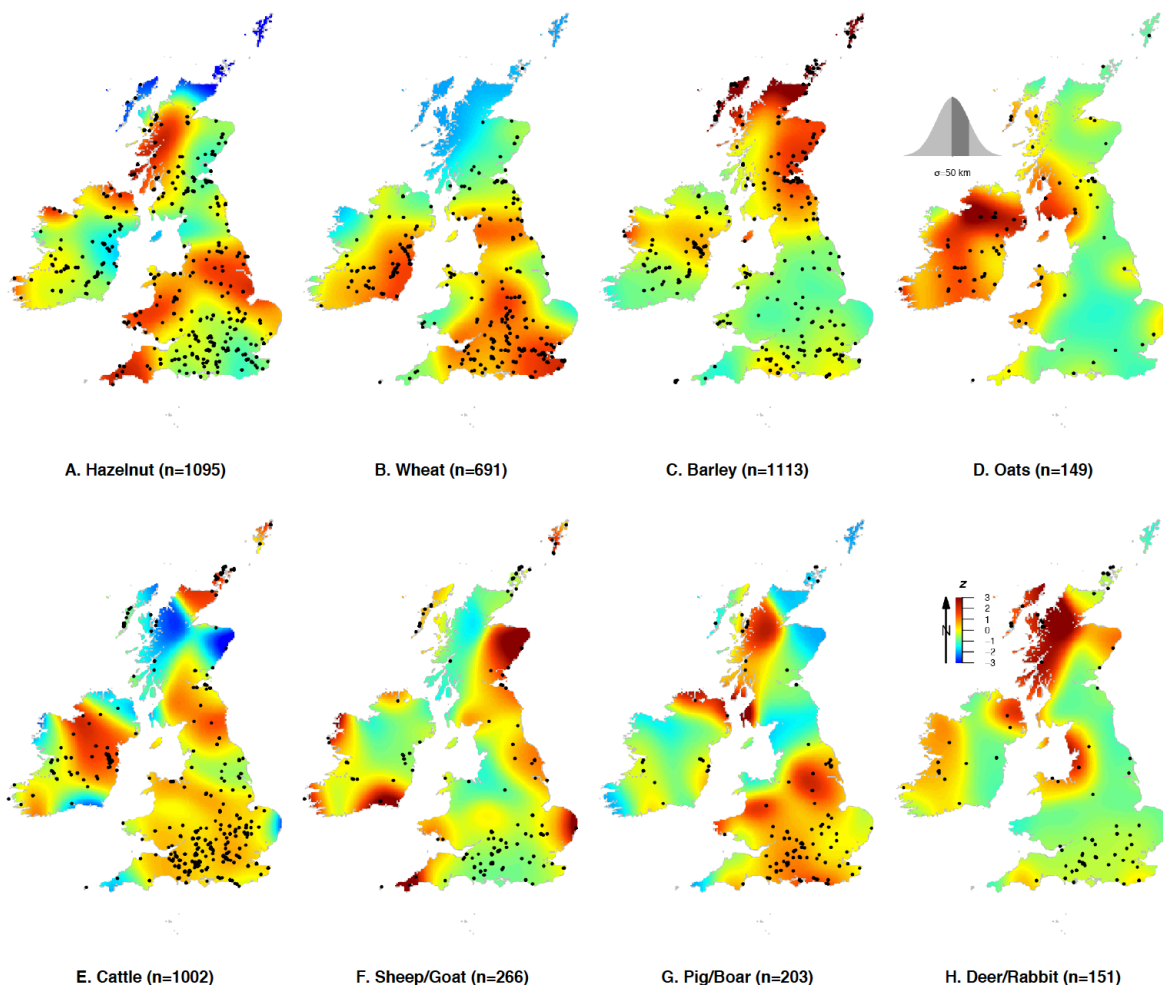 σ=50 km
A. Hazelnut (n=1095)
B. Wheat (n=691)
C. Barley (n=1113)
D. Oats (n=149)
z
3
2
1
0
−1
−2
−3
N
E. Cattle (n=1002)
F. Sheep/Goat (n=266)
G. Pig/Boar (n=203)
H. Deer/Rabbit (n=151)